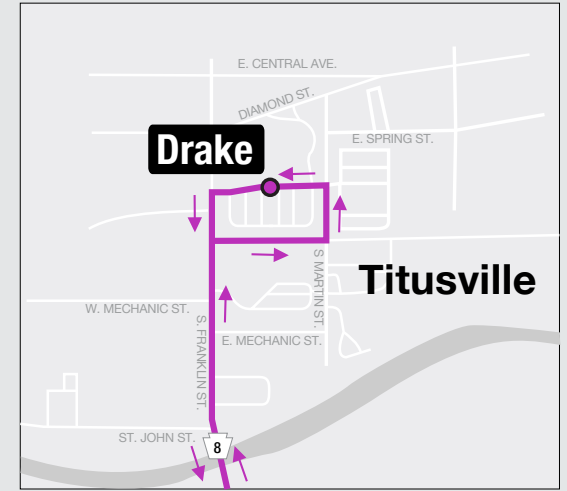 E. CENTRAL AVE.
DIAMOND ST.
E. SPRING ST.
Drake
S MARTIN ST.
Titusville
W. MECHANIC ST.
S. FRANKLIN ST.
E. MECHANIC ST.
ST. JOHN ST.
8